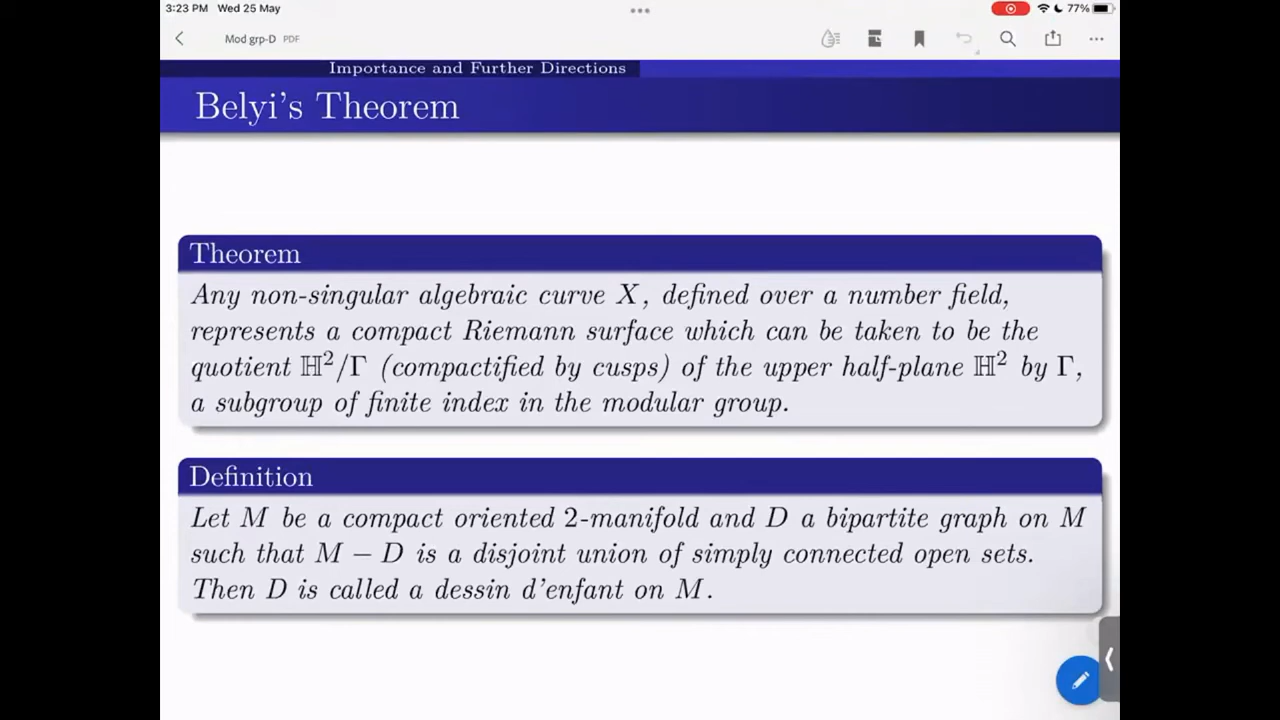 3:23 PM Wed 25 May
77%
Mod grp-D PDF
Importance and Further Directions
Belyi's Theorem
Theorem
Any non-singular algebraic curve X, defined over a number field,
represents a compact Riemann surface which can be taken to be the
quotient ℍ²/Γ (compactified by cusps) of the upper half-plane ℍ² by Γ,
a subgroup of finite index in the modular group.
Definition
Let M be a compact oriented 2-manifold and D a bipartite graph on M
such that M − D is a disjoint union of simply connected open sets.
Then D is called a dessin d'enfant on M.